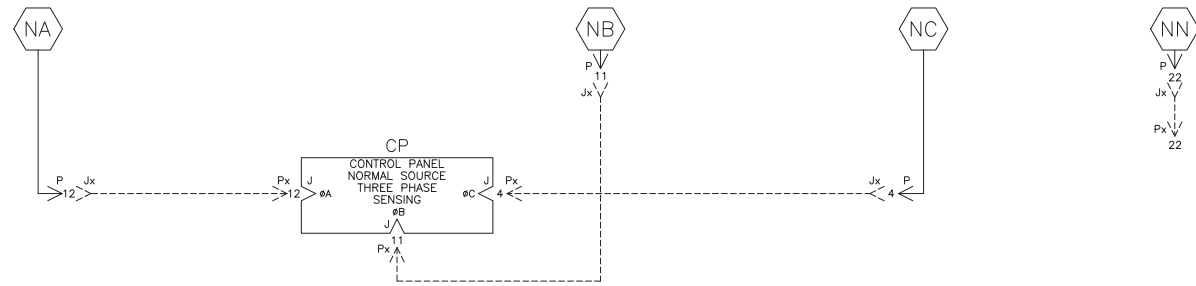 NA
NB
NC
NN
P
11
Jx
P
22
Jx
Px
22
CP
CONTROL PANEL
NORMAL SOURCE
THREE PHASE
SENSING
P
12
Jx
Px
12
J
øA
øB
J
11
Px
øC
J
4
Px
Jx
4
P